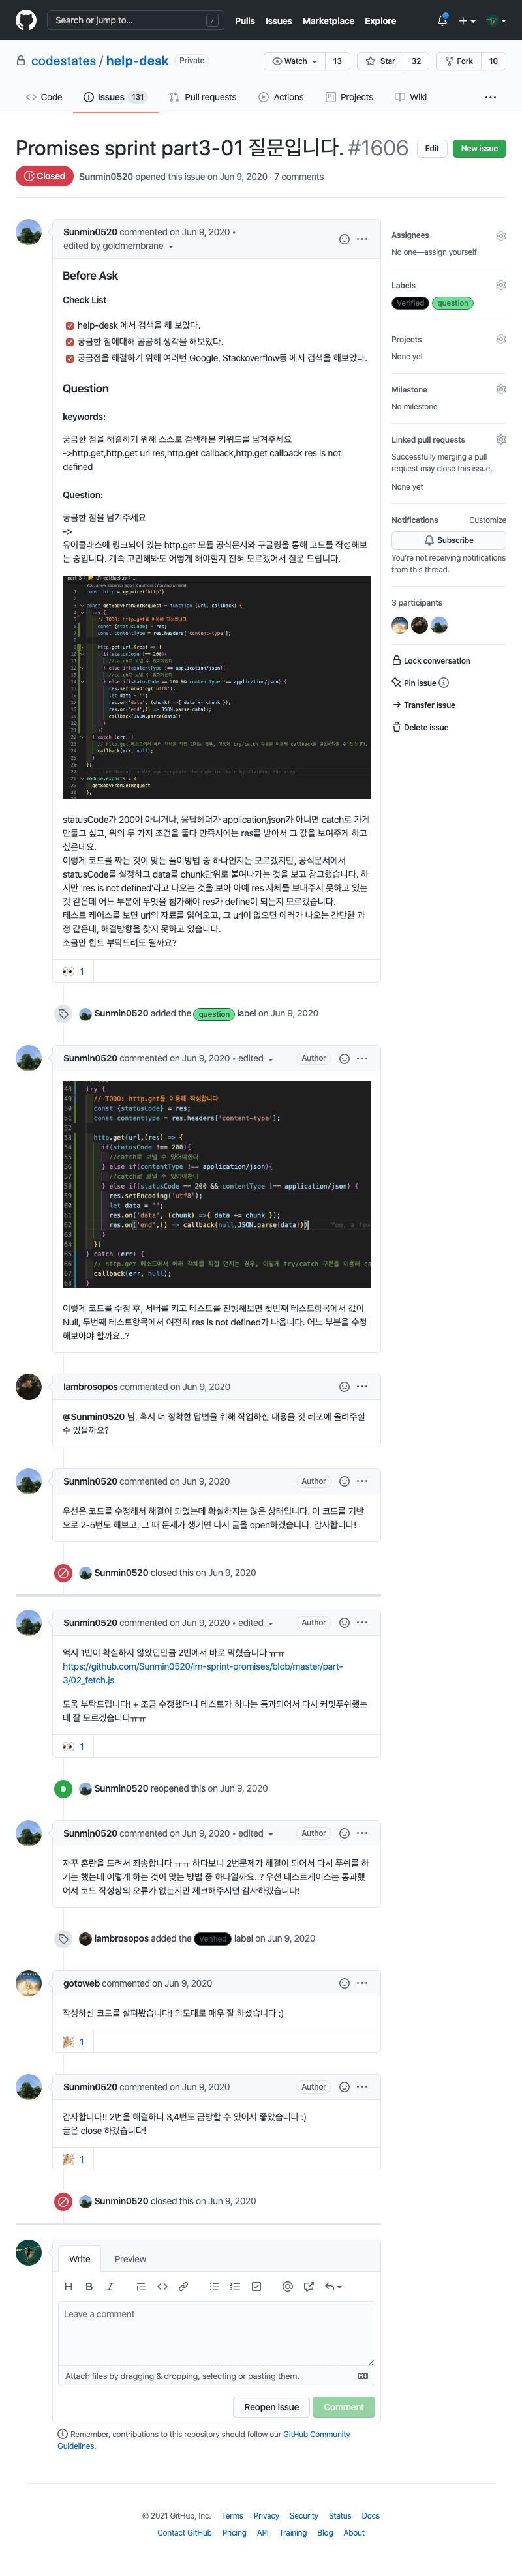 Search or jump to...
/
Pulls
Issues
Marketplace
Explore
codestates / help-desk
Private
Watch
13
Star
32
Fork
10
Code
Issues 131
Pull requests
Actions
Projects
Wiki
Promises sprint part3-01 질문입니다. #1606
Edit
New issue
Closed
Sunmin0520 opened this issue on Jun 9, 2020 · 7 comments
Sunmin0520 commented on Jun 9, 2020 •
edited by goldmembrane
Before Ask
Check List
help-desk 에서 검색을 해 보았다.
궁금한 점에대해 곰곰히 생각을 해보았다.
궁금점을 해결하기 위해 여러번 Google, Stackoverflow등 에서 검색을 해보았다.
Question
keywords:
궁금한 점을 해결하기 위해 스스로 검색해본 키워드를 남겨주세요
->http.get,http.get url res,http.get callback,http.get callback res is not
defined
Question:
궁금한 점을 남겨주세요
->
유어클래스에 링크되어 있는 http.get 모듈 공식문서와 구글링을 통해 코드를 작성해보
는 중입니다. 계속 고민해봐도 어떻게 해야할지 전혀 모르겠어서 질문 드립니다.
const http = require('http')
const getBodyFromGetRequest = function (url, callback) {
try {
// TODO: http.get을 이용해 작성합니다
const {statusCode} = res;
const contentType = res.headers['content-type'];
http.get(url,(res) => {
if(statusCode !== 200){
//catch로 보낼 수 있어야한다
} else if(contentType !== application/json){
//catch로 보낼 수 있어야한다
} else if(statusCode == 200 && contentType !== application/json) {
res.setEncoding('utf8');
let data = '';
res.on('data', (chunk) =>{ data += chunk });
res.on('end',() => JSON.parse(data));
callback(JSON.parse(data))
}
})
} catch (err) {
callback(err, null);
}
};
module.exports = {
getBodyFromGetRequest
};
statusCode가 200이 아니거나, 응답헤더가 application/json가 아니면 catch로 가게
만들고 싶고, 위의 두 가지 조건을 둘다 만족시에는 res를 받아서 그 값을 보여주게 하고
싶은데요.
이렇게 코드를 짜는 것이 맞는 풀이방법 중 하나인지는 모르겠지만, 공식문서에서
statusCode를 설정하고 data를 chunk단위로 붙여나가는 것을 보고 참고했습니다. 하
지만 'res is not defined'라고 나오는 것을 보아 아예 res 자체를 보내주지 못하고 있는
것 같은데 어느 부분에 무엇을 첨가해야 res가 define이 되는지 모르겠습니다.
테스트 케이스를 보면 url의 자료를 읽어오고, 그 url이 없으면 에러가 나오는 간단한 과
정 같은데, 해결방향을 찾지 못하고 있습니다.
조금만 힌트 부탁드려도 될까요?
1
Sunmin0520 added the question label on Jun 9, 2020
Sunmin0520 commented on Jun 9, 2020 • edited
Author
48 try {
49 // TODO: http.get을 이용해 작성합니다
50 const {statusCode} = res;
51 const contentType = res.headers['content-type'];
52
53 http.get(url,(res) => {
54 if(statusCode !== 200){
55 //catch로 보낼 수 있어야한다
56 } else if(contentType !== application/json){
57 //catch로 보낼 수 있어야한다
58 } else if(statusCode == 200 && contentType !== application/json) {
59 res.setEncoding('utf8');
60 let data = '';
61 res.on('data', (chunk) =>{ data += chunk });
62 res.on('end',() => callback(null,JSON.parse(data)))
63 }
64 })
65 } catch (err) {
66 // http.get 메소드에서 에러 객체를 직접 던지는 경우, 이렇게 try/catch 구문을 이용해
67 callback(err, null);
68 }
이렇게 코드를 수정 후, 서버를 켜고 테스트를 진행해보면 첫번째 테스트항목에서 값이
Null, 두번째 테스트항목에서 여전히 res is not defined가 나옵니다. 어느 부분을 수정
해보아야 할까요..?
lambrosopos commented on Jun 9, 2020
@Sunmin0520 님, 혹시 더 정확한 답변을 위해 작업하신 내용을 깃 레포에 올려주실
수 있을까요?
Sunmin0520 commented on Jun 9, 2020
Author
우선은 코드를 수정해서 해결이 되었는데 확실하지는 않은 상태입니다. 이 코드를 기반
으로 2-5번도 해보고, 그 때 문제가 생기면 다시 글을 open하겠습니다. 감사합니다!
Sunmin0520 closed this on Jun 9, 2020
Sunmin0520 commented on Jun 9, 2020 • edited
Author
역시 1번이 확실하지 않았던만큼 2번에서 바로 막혔습니다 ㅠㅠ
https://github.com/Sunmin0520/im-sprint-promises/blob/master/part-
3/02_fetch.js
도움 부탁드립니다! + 조금 수정했더니 테스트가 하나는 통과되어서 다시 커밋푸쉬했는
데 잘 모르겠습니다ㅠㅠ
1
Sunmin0520 reopened this on Jun 9, 2020
Sunmin0520 commented on Jun 9, 2020 • edited
Author
자꾸 혼란을 드려서 죄송합니다 ㅠㅠ 하다보니 2번문제가 해결이 되어서 다시 푸쉬를 하
기는 했는데 이렇게 하는 것이 맞는 방법 중 하나일까요..? 우선 테스트케이스는 통과했
어서 코드 작성상의 오류가 없는지만 체크해주시면 감사하겠습니다!
lambrosopos added the Verified label on Jun 9, 2020
gotoweb commented on Jun 9, 2020
작성하신 코드를 살펴봤습니다! 의도대로 매우 잘 하셨습니다 :)
1
Sunmin0520 commented on Jun 9, 2020
Author
감사합니다!! 2번을 해결하니 3,4번도 금방할 수 있어서 좋았습니다 :)
글은 close 하겠습니다!
1
Sunmin0520 closed this on Jun 9, 2020
Write
Preview
Leave a comment
Attach files by dragging & dropping, selecting or pasting them.
Reopen issue
Comment
Remember, contributions to this repository should follow our GitHub Community
Guidelines.
Assignees
No one—assign yourself
Labels
Verified
question
Projects
None yet
Milestone
No milestone
Linked pull requests
Successfully merging a pull
request may close this issue.
None yet
Notifications
Customize
Subscribe
You're not receiving notifications
from this thread.
3 participants
Lock conversation
Pin issue
Transfer issue
Delete issue
© 2021 GitHub, Inc.
Terms
Privacy
Security
Status
Docs
Contact GitHub
Pricing
API
Training
Blog
About